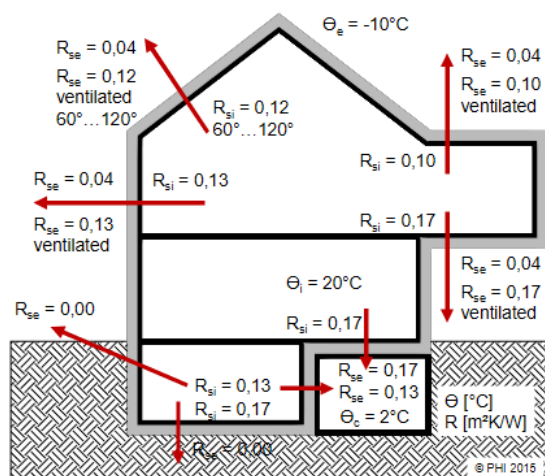 Θe = -10°C
Rse = 0,04
Rse = 0,12
ventilated
60°...120°
Rsi = 0,12
60°...120°
Rse = 0,04
Rse = 0,10
ventilated
Rsi = 0,10
Rse = 0,04
Rsi = 0,13
Rse = 0,13
ventilated
Rsi = 0,17
Rse = 0,04
Rse = 0,17
ventilated
Θi = 20°C
Rsi = 0,17
Rse = 0,00
Rsi = 0,13
Rsi = 0,17
Rse = 0,17
Rse = 0,13
Θc = 2°C
Θ [°C]
R [m²K/W]
Rse = 0,00
© PHI 2015